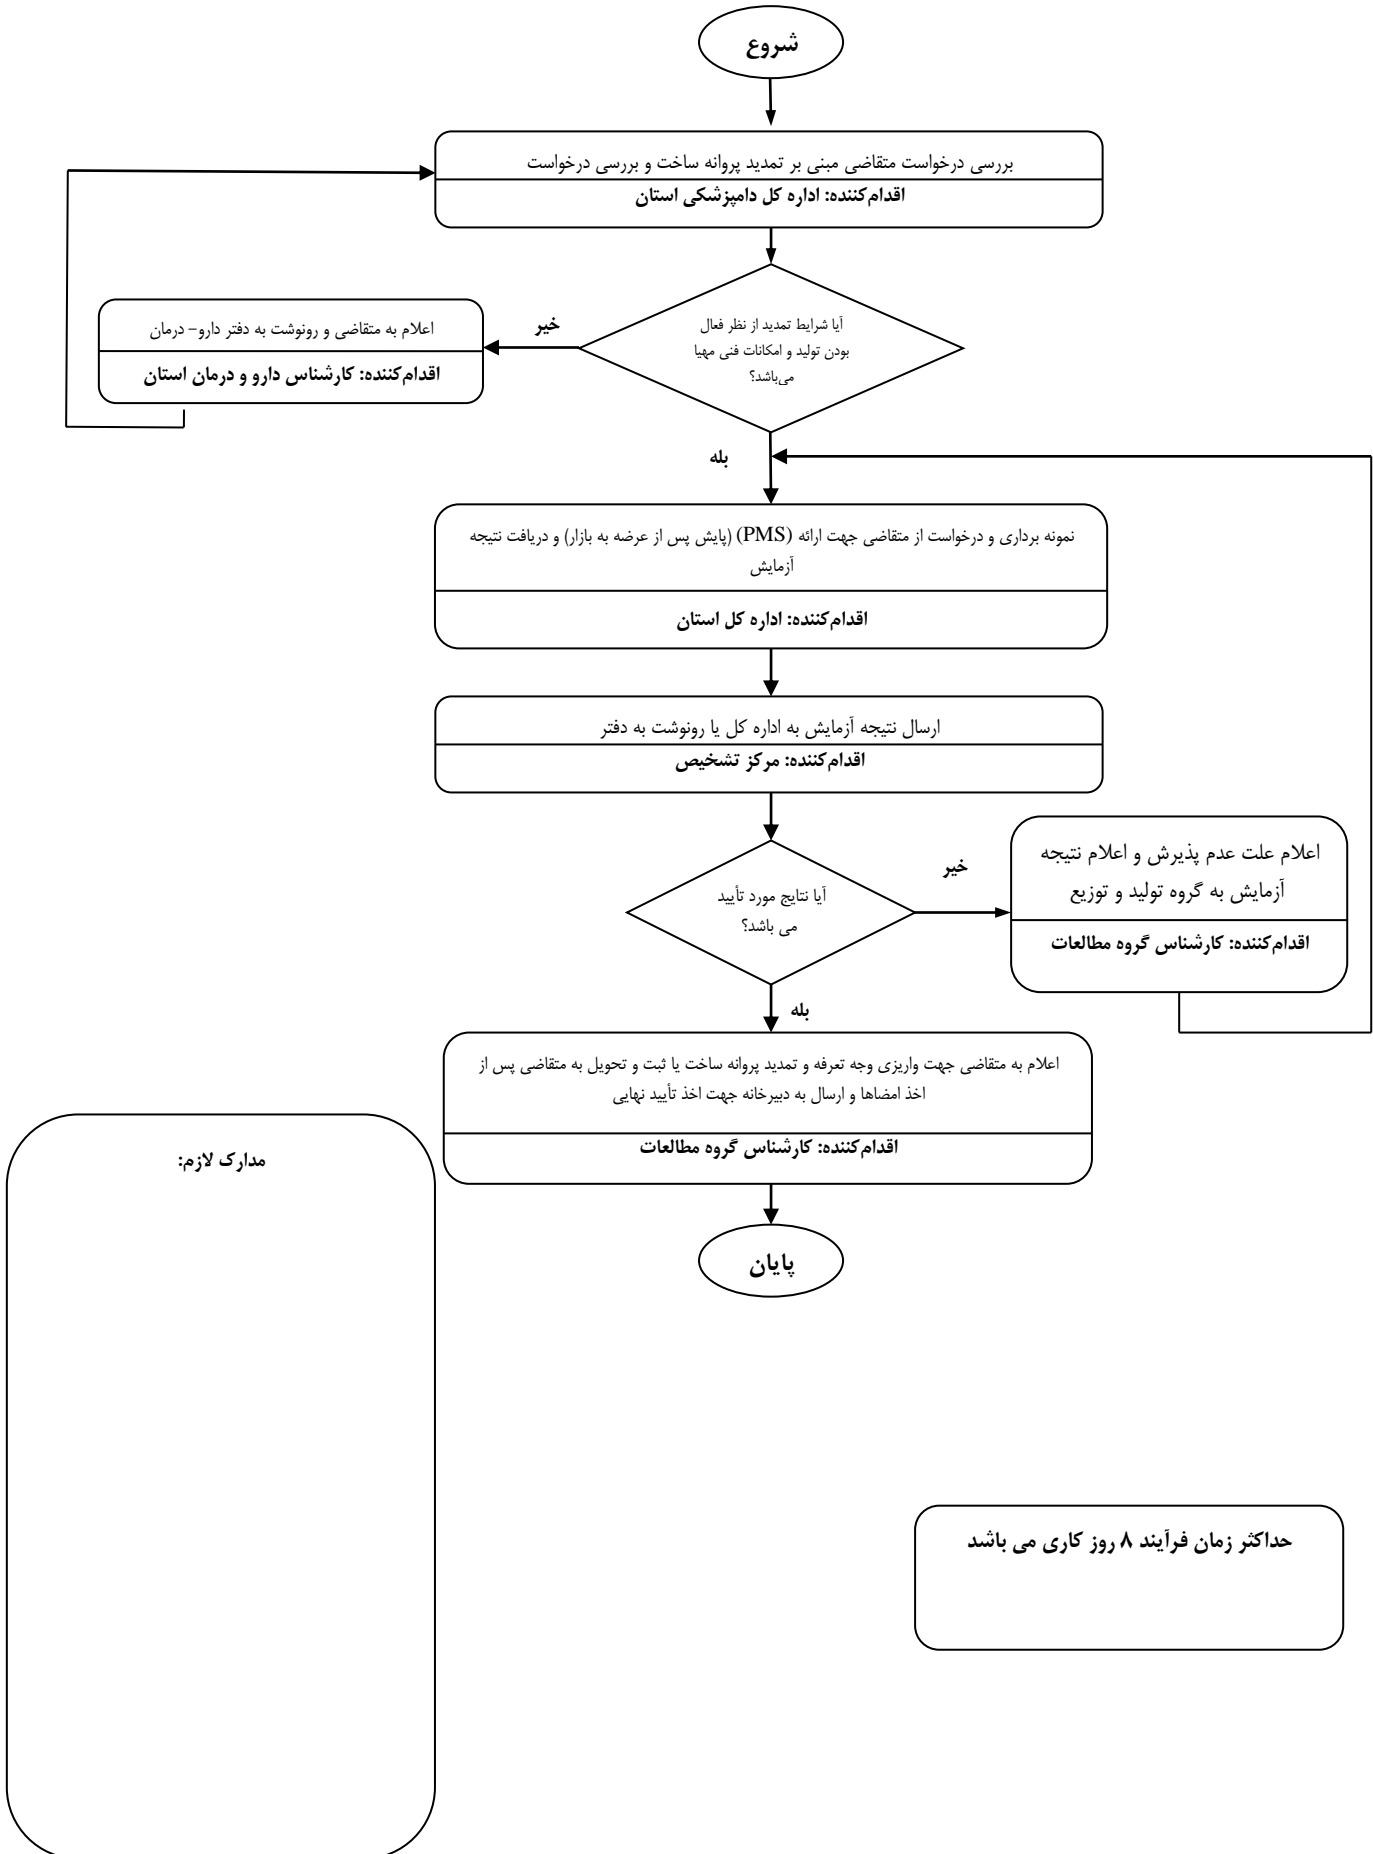 شروع
بررسی درخواست متقاضی مبنی بر تمدید پروانه ساخت و بررسی درخواست
اقدام‌کننده: اداره کل دامپزشکی استان
آیا شرایط تمدید از نظر فعال
بودن تولید و امکانات فنی مهیا
می‌باشد؟
خیر
اعلام به متقاضی و رونوشت به دفتر دارو- درمان
اقدام‌کننده: کارشناس دارو و درمان استان
بله
نمونه برداری و درخواست از متقاضی جهت ارائه (PMS) (پایش پس از عرضه به بازار) و دریافت نتیجه
آزمایش
اقدام‌کننده: اداره کل استان
ارسال نتیجه آزمایش به اداره کل یا رونوشت به دفتر
اقدام‌کننده: مرکز تشخیص
آیا نتایج مورد تأیید
می باشد؟
خیر
اعلام علت عدم پذیرش و اعلام نتیجه
آزمایش به گروه تولید و توزیع
اقدام‌کننده: کارشناس گروه مطالعات
بله
اعلام به متقاضی جهت واریزی وجه تعرفه و تمدید پروانه ساخت یا ثبت و تحویل به متقاضی پس از
اخذ امضاها و ارسال به دبیرخانه جهت اخذ تأیید نهایی
اقدام‌کننده: کارشناس گروه مطالعات
پایان
مدارک لازم:
حداکثر زمان فرآیند ۸ روز کاری می باشد